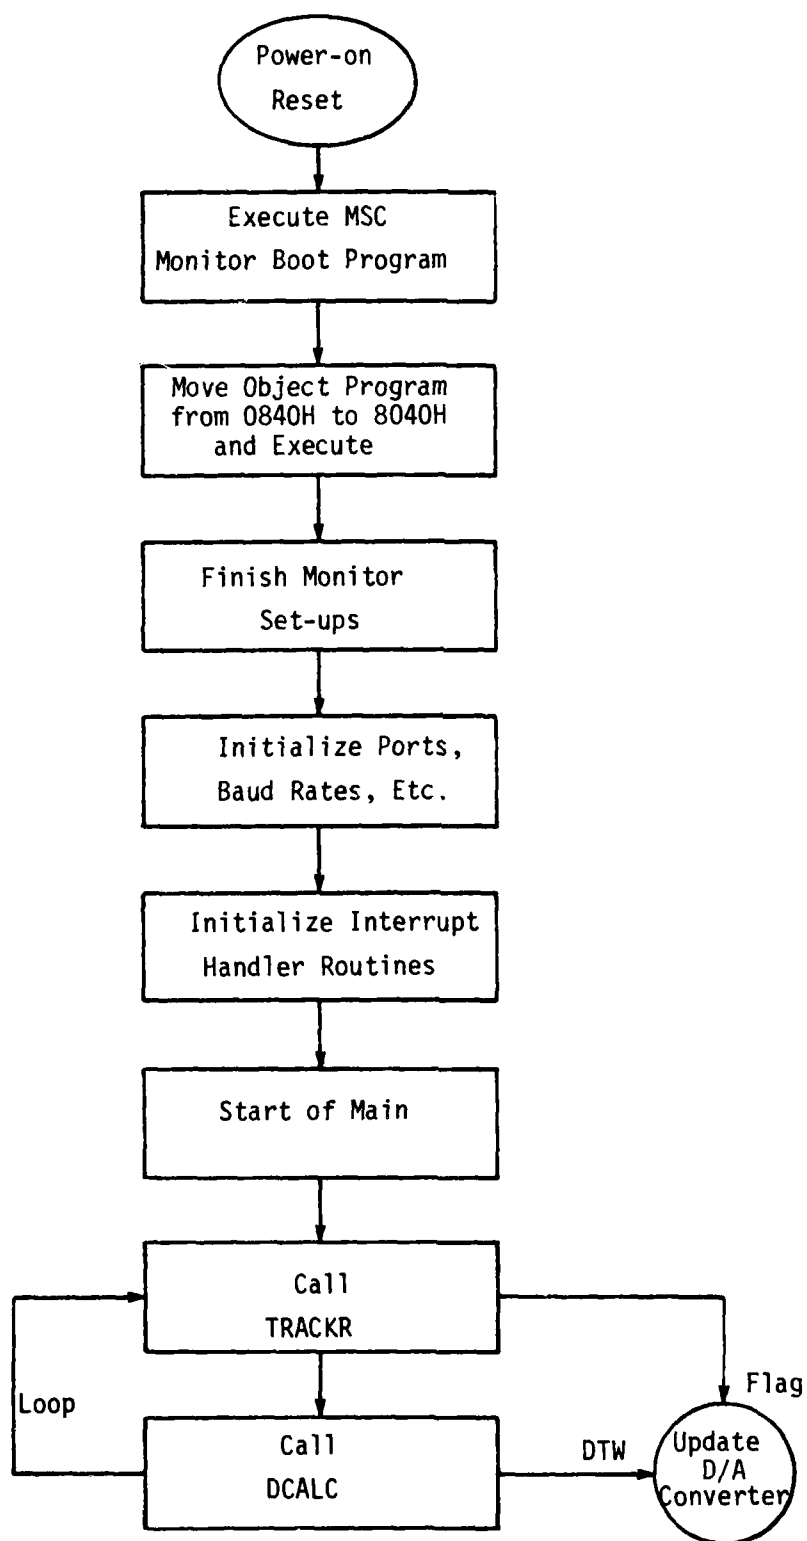 Power-on
Reset
Execute MSC
Monitor Boot Program
Move Object Program
from 0840H to 8040H
and Execute
Finish Monitor
Set-ups
Initialize Ports,
Baud Rates, Etc.
Initialize Interrupt
Handler Routines
Start of Main
Call
TRACKR
Flag
Loop
Call
DCALC
DTW
Update
D/A
Converter